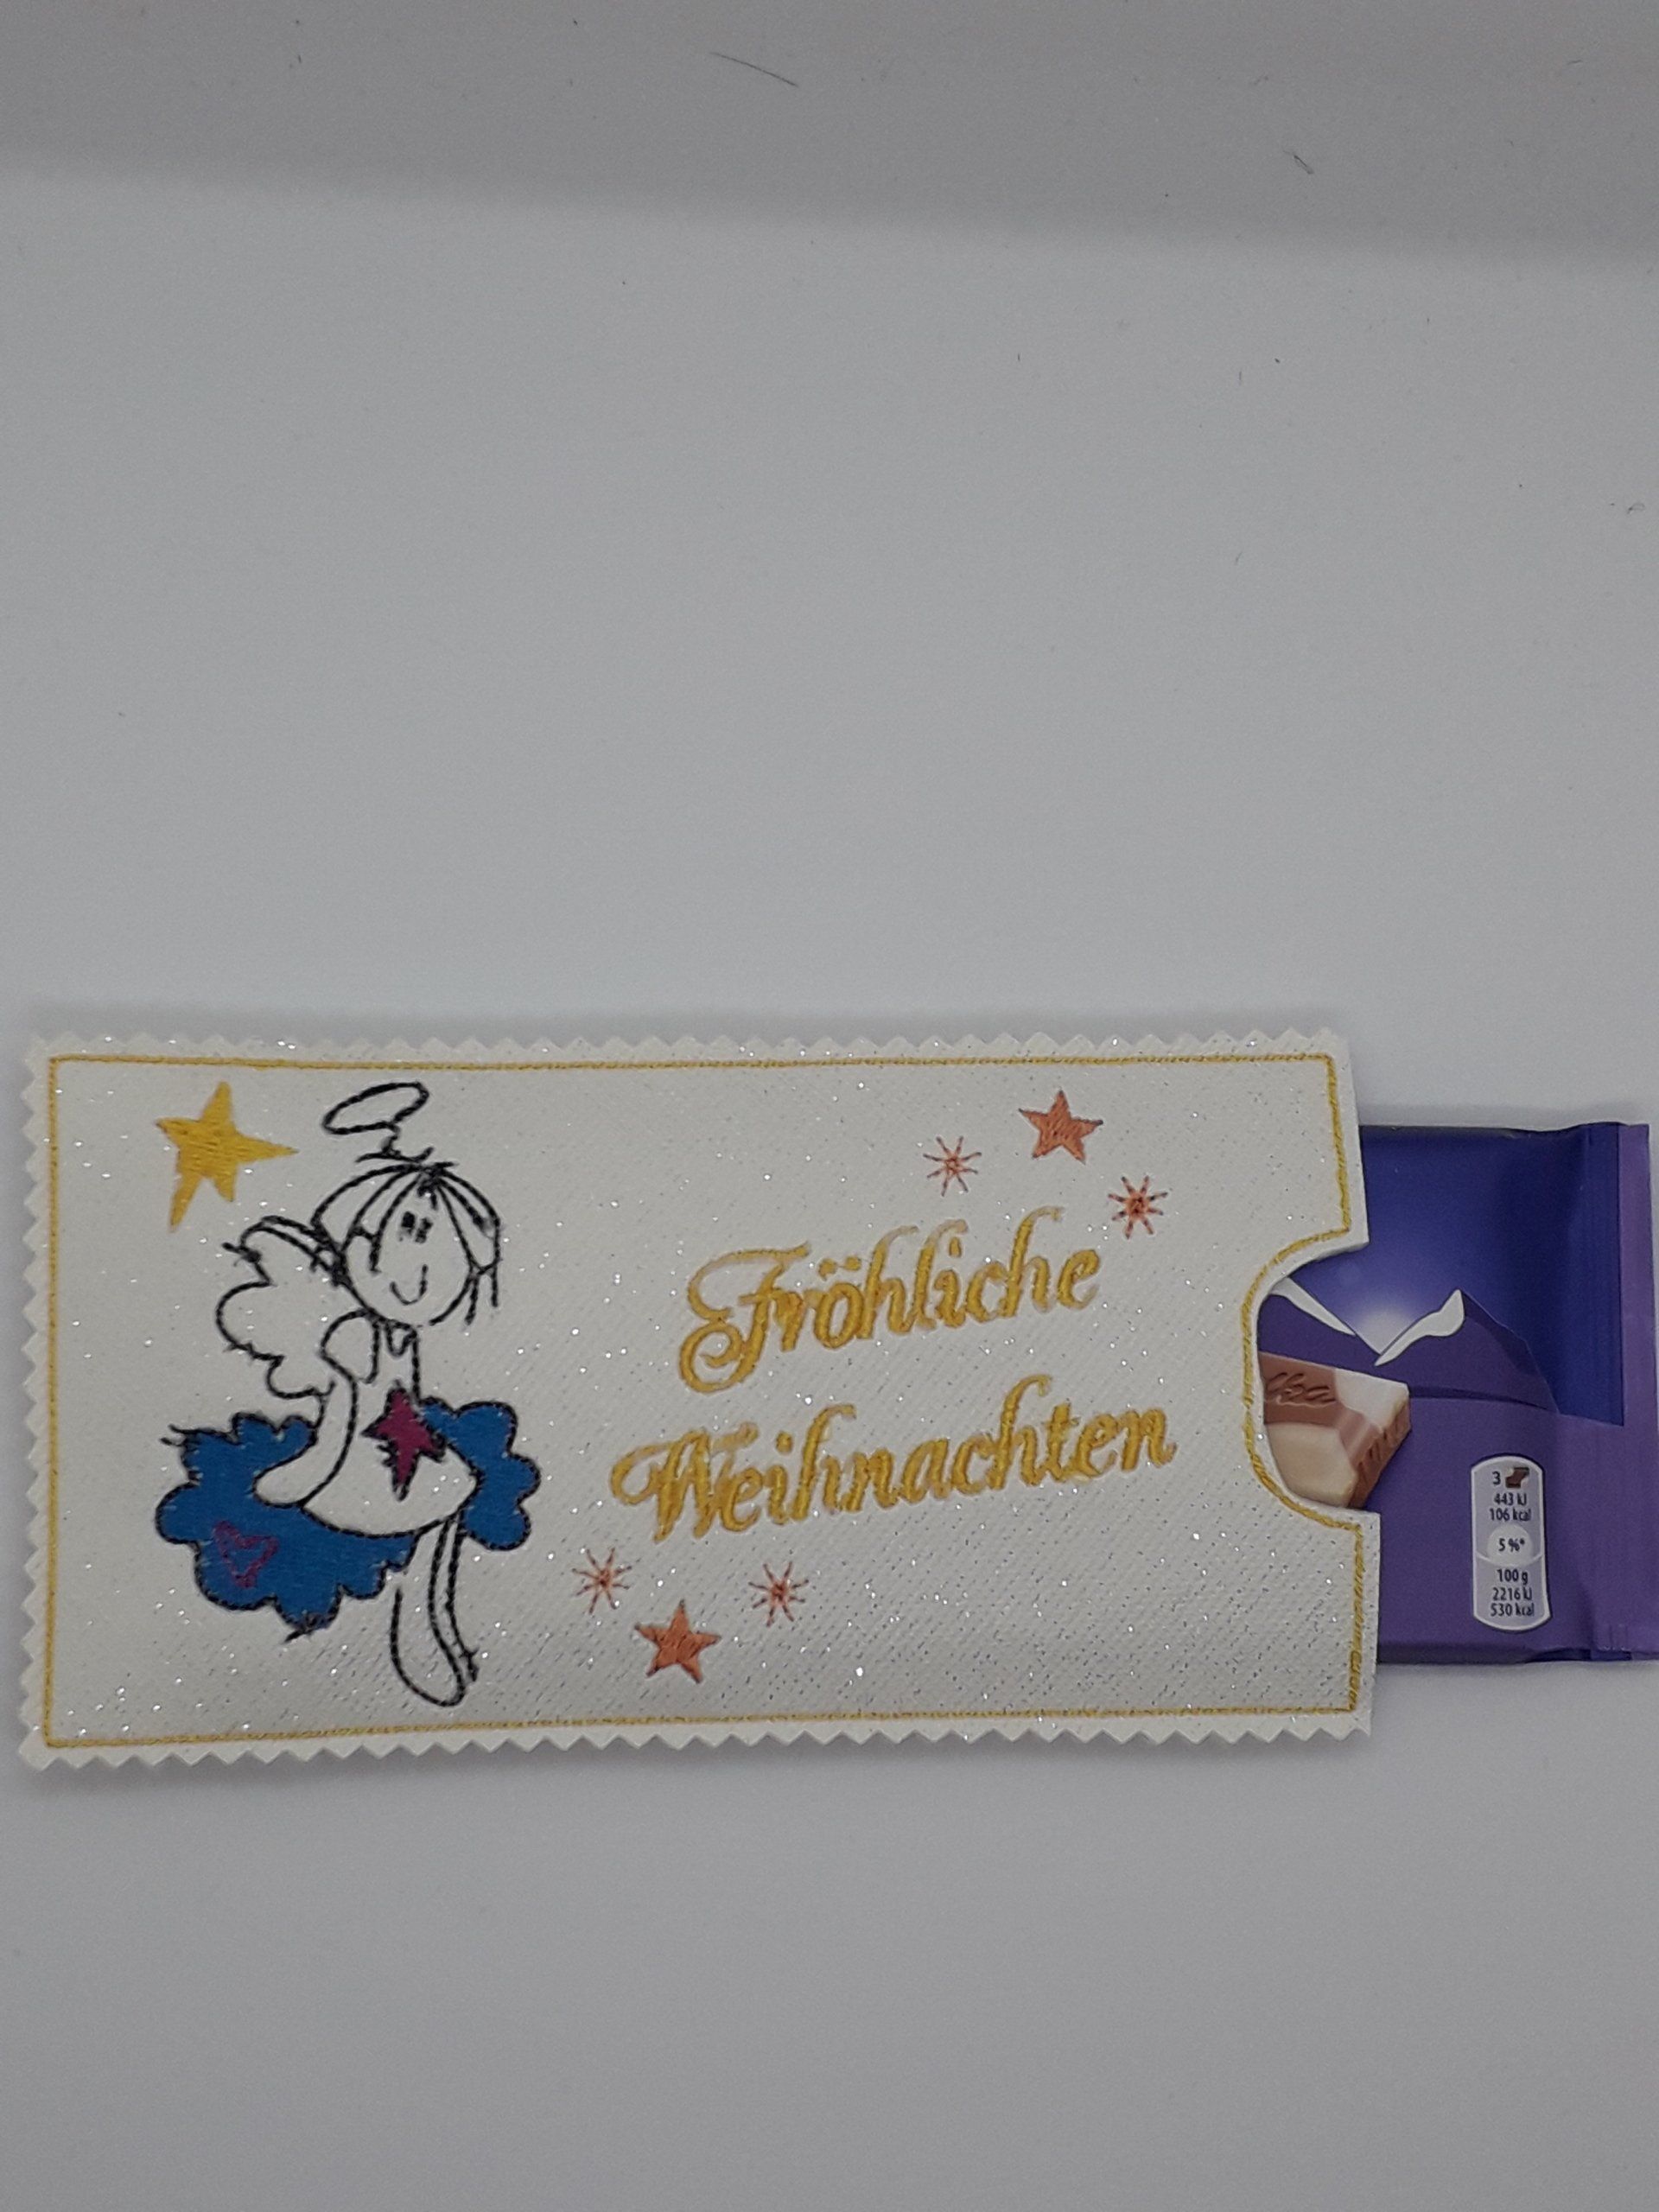 Fröhliche
Weihnachten
3
443 kJ
106 kcal
5 %*
100 g
2216 kJ
530 kcal